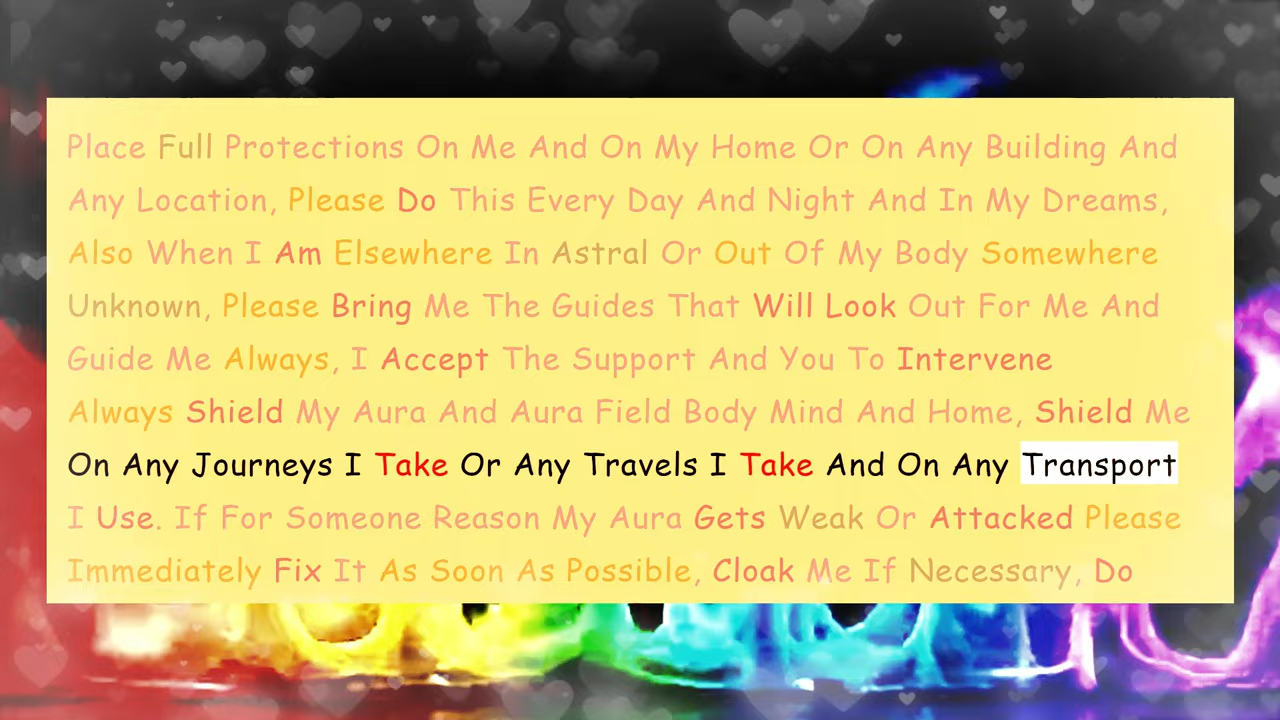 Place Full Protections On Me And On My Home Or On Any Building And
Any Location, Please Do This Every Day And Night And In My Dreams,
Also When I Am Elsewhere In Astral Or Out Of My Body Somewhere
Unknown, Please Bring Me The Guides That Will Look Out For Me And
Guide Me Always, I Accept The Support And You To Intervene
Always Shield My Aura And Aura Field Body Mind And Home, Shield Me
On Any Journeys I Take Or Any Travels I Take And On Any Transport
I Use. If For Someone Reason My Aura Gets Weak Or Attacked Please
Immediately Fix It As Soon As Possible, Cloak Me If Necessary, Do